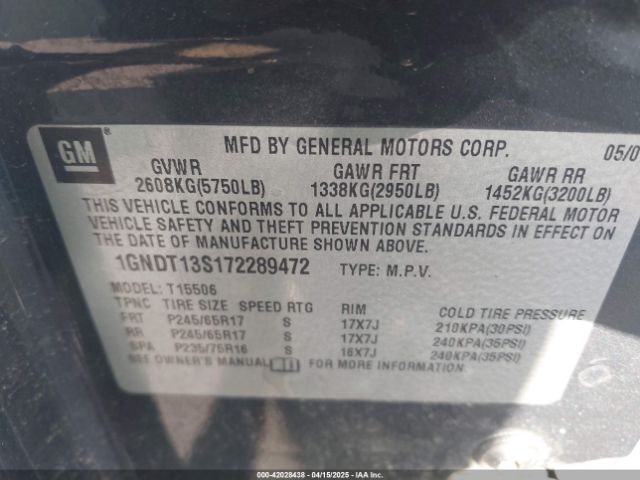 GM ®
MFD BY GENERAL MOTORS CORP. 05/0
GVWR GAWR FRT GAWR RR
2608KG(5750LB) 1338KG(2950LB) 1452KG(3200LB)
THIS VEHICLE CONFORMS TO ALL APPLICABLE U.S. FEDERAL MOTOR
VEHICLE SAFETY AND THEFT PREVENTION STANDARDS IN EFFECT ON
THE DATE OF MANUFACTURE SHOWN ABOVE.
1GNDT13S172289472 TYPE: M.P.V.
MODEL: T15506
TPNC TIRE SIZE SPEED RTG RIM COLD TIRE PRESSURE
FRT P245/65R17 S 17X7J 210KPA(30PSI)
RR P245/65R17 S 17X7J 240KPA(35PSI)
SPA P235/75R16 S 16X7J 240KPA(35PSI)
SEE OWNER'S MANUAL FOR MORE INFORMATION.
000-42028438 - 04/15/2025 - IAAI.COM